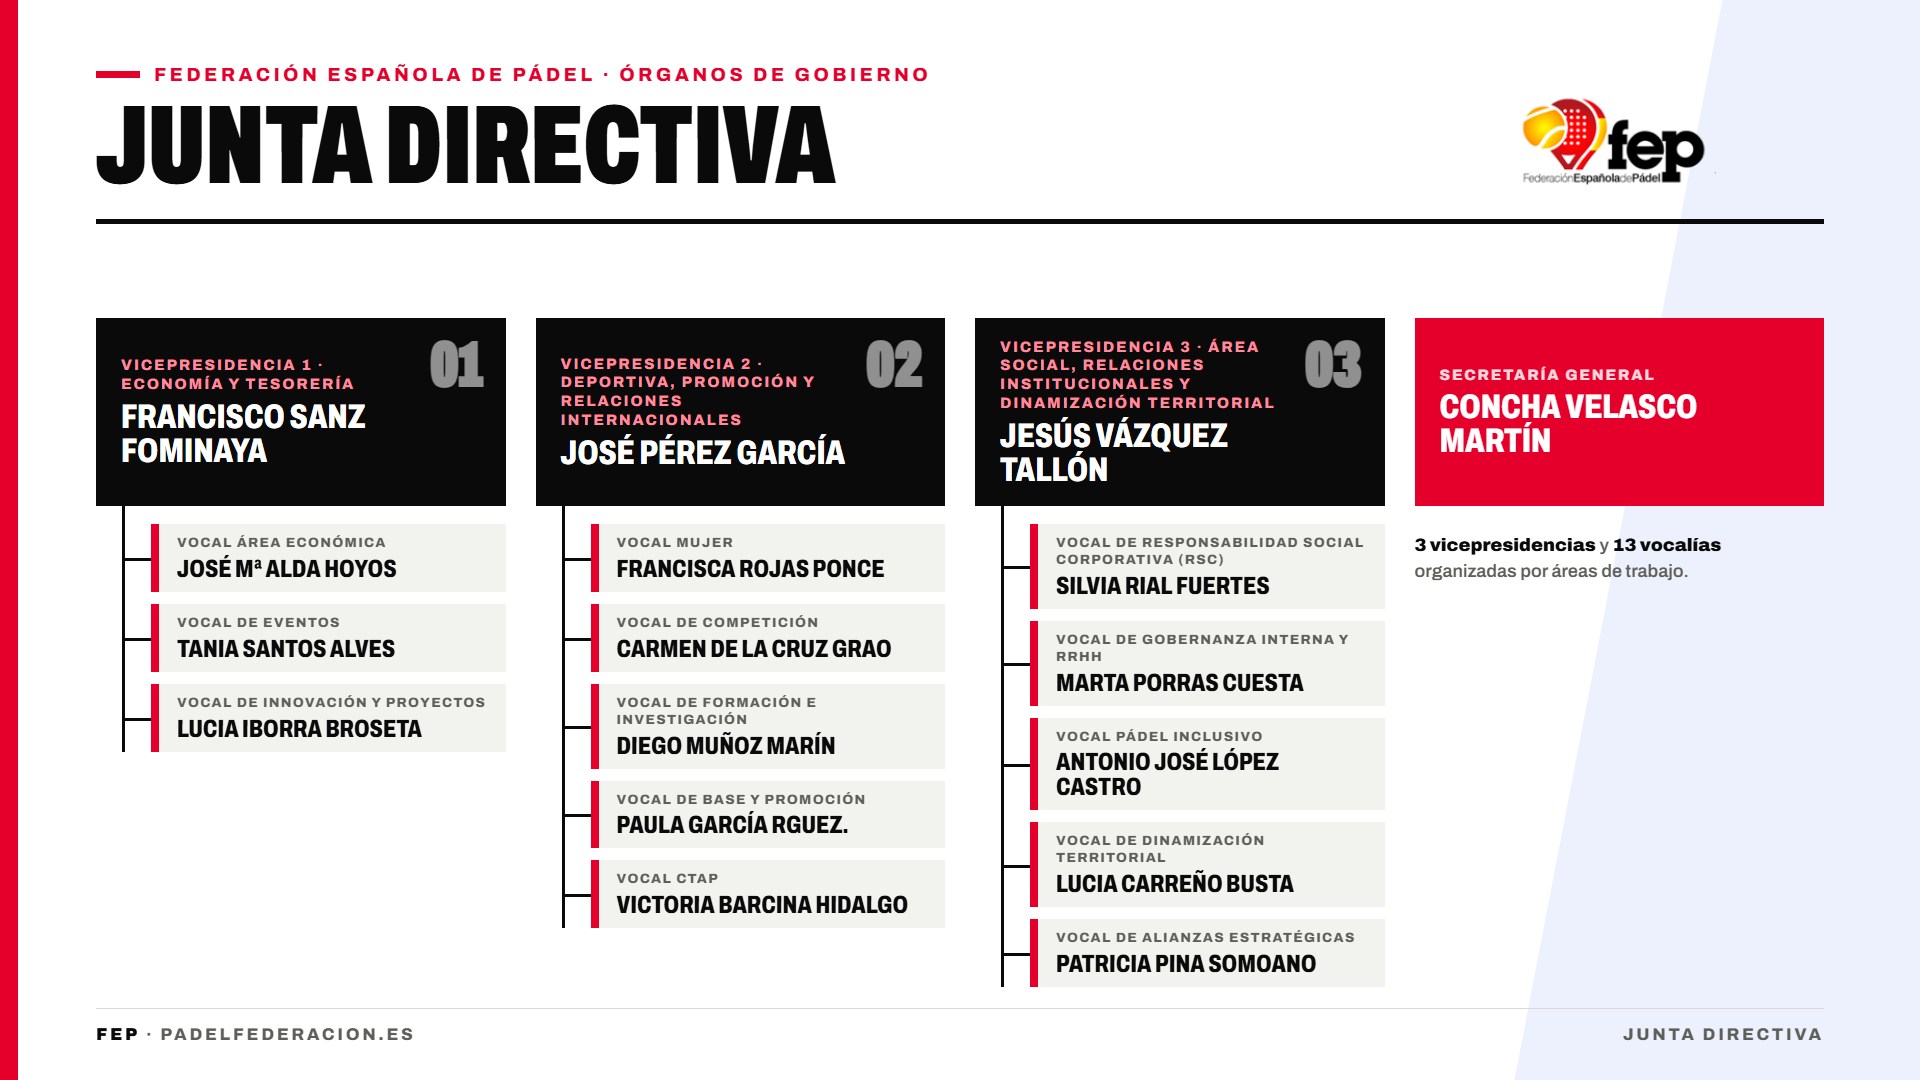 FEDERACIÓN ESPAÑOLA DE PÁDEL · ÓRGANOS DE GOBIERNO
JUNTA DIRECTIVA
fep
FederaciónEspañoladePádel
VICEPRESIDENCIA 1 ·
ECONOMÍA Y TESORERÍA
01
FRANCISCO SANZ
FOMINAYA
VOCAL ÁREA ECONÓMICA
JOSÉ Mª ALDA HOYOS
VOCAL DE EVENTOS
TANIA SANTOS ALVES
VOCAL DE INNOVACIÓN Y PROYECTOS
LUCIA IBORRA BROSETA
VICEPRESIDENCIA 2 ·
DEPORTIVA, PROMOCIÓN Y
RELACIONES
INTERNACIONALES
02
JOSÉ PÉREZ GARCÍA
VOCAL MUJER
FRANCISCA ROJAS PONCE
VOCAL DE COMPETICIÓN
CARMEN DE LA CRUZ GRAO
VOCAL DE FORMACIÓN E
INVESTIGACIÓN
DIEGO MUÑOZ MARÍN
VOCAL DE BASE Y PROMOCIÓN
PAULA GARCÍA RGUEZ.
VOCAL CTAP
VICTORIA BARCINA HIDALGO
VICEPRESIDENCIA 3 · ÁREA
SOCIAL, RELACIONES
INSTITUCIONALES Y
DINAMIZACIÓN TERRITORIAL
03
JESÚS VÁZQUEZ
TALLÓN
VOCAL DE RESPONSABILIDAD SOCIAL
CORPORATIVA (RSC)
SILVIA RIAL FUERTES
VOCAL DE GOBERNANZA INTERNA Y
RRHH
MARTA PORRAS CUESTA
VOCAL PÁDEL INCLUSIVO
ANTONIO JOSÉ LÓPEZ
CASTRO
VOCAL DE DINAMIZACIÓN
TERRITORIAL
LUCIA CARREÑO BUSTA
VOCAL DE ALIANZAS ESTRATÉGICAS
PATRICIA PINA SOMOANO
SECRETARÍA GENERAL
CONCHA VELASCO
MARTÍN
3 vicepresidencias y 13 vocalías
organizadas por áreas de trabajo.
FEP · PADELFEDERACION.ES
JUNTA DIRECTIVA